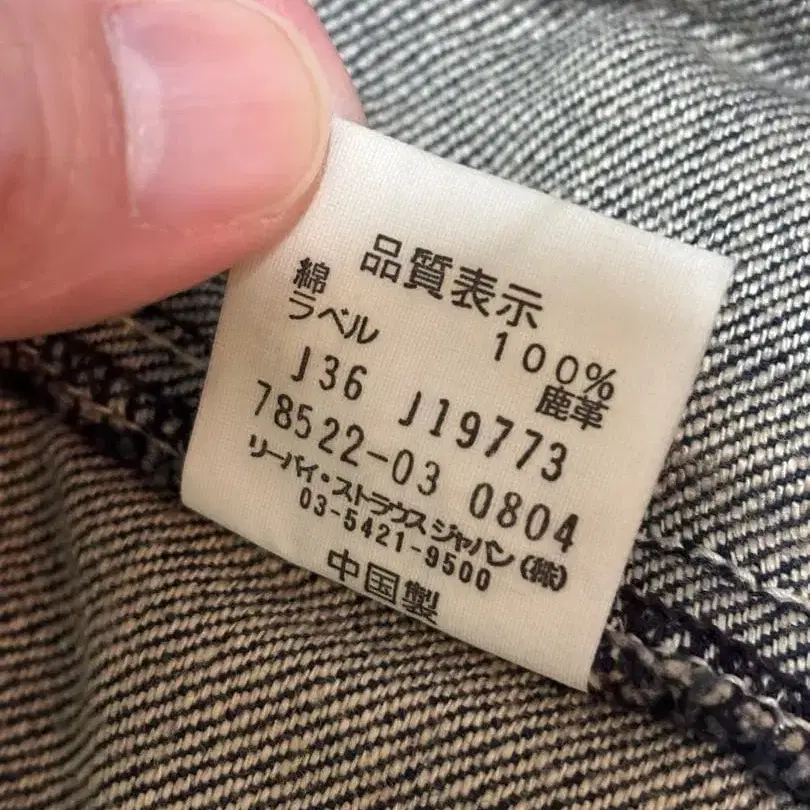 品質表示
綿 100%
ラベル 鹿革
J36 J19773
78522-03 0804
リーバイ・ストラウス ジャパン(株)
03-5421-9500
中国製